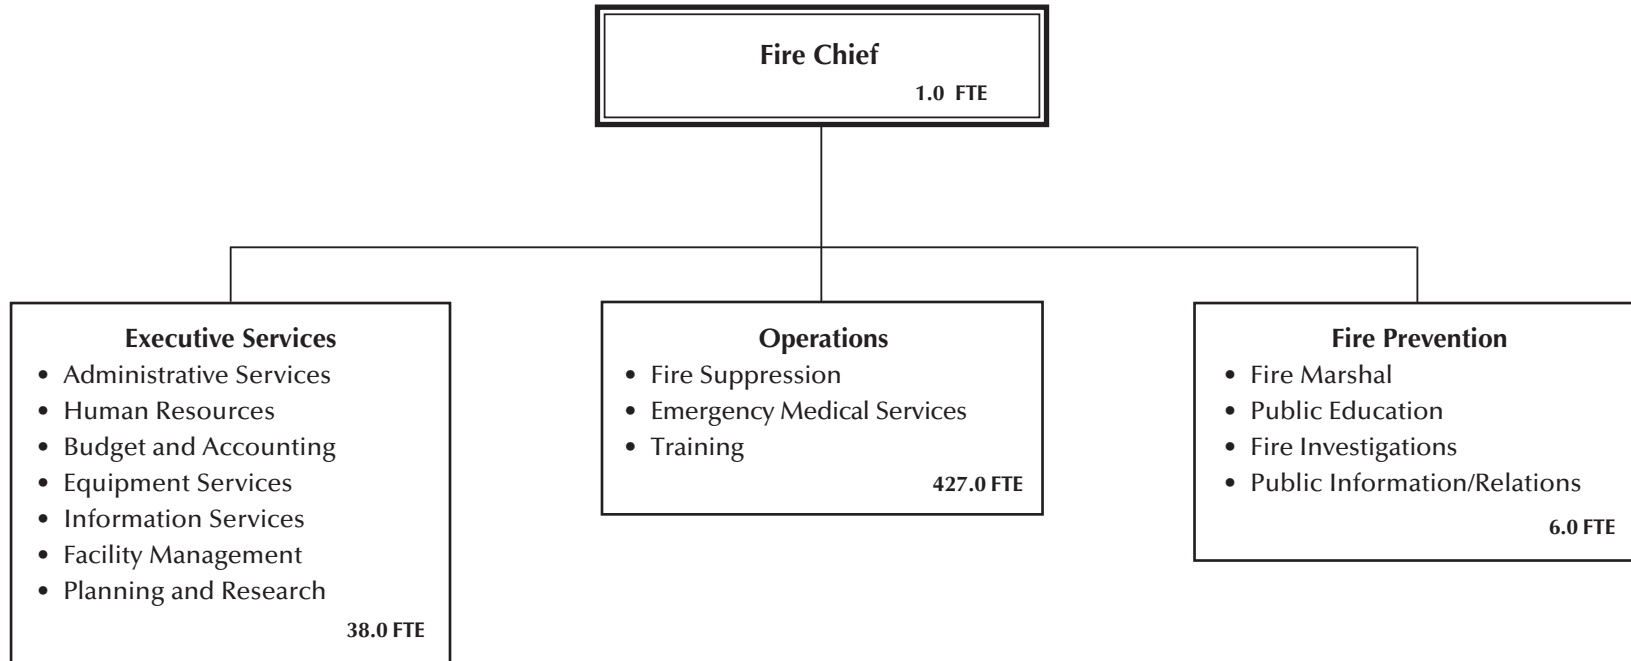 Fire Chief
1.0 FTE
Executive Services
• Administrative Services
• Human Resources
• Budget and Accounting
• Equipment Services
• Information Services
• Facility Management
• Planning and Research
38.0 FTE
Operations
• Fire Suppression
• Emergency Medical Services
• Training
427.0 FTE
Fire Prevention
• Fire Marshal
• Public Education
• Fire Investigations
• Public Information/Relations
6.0 FTE